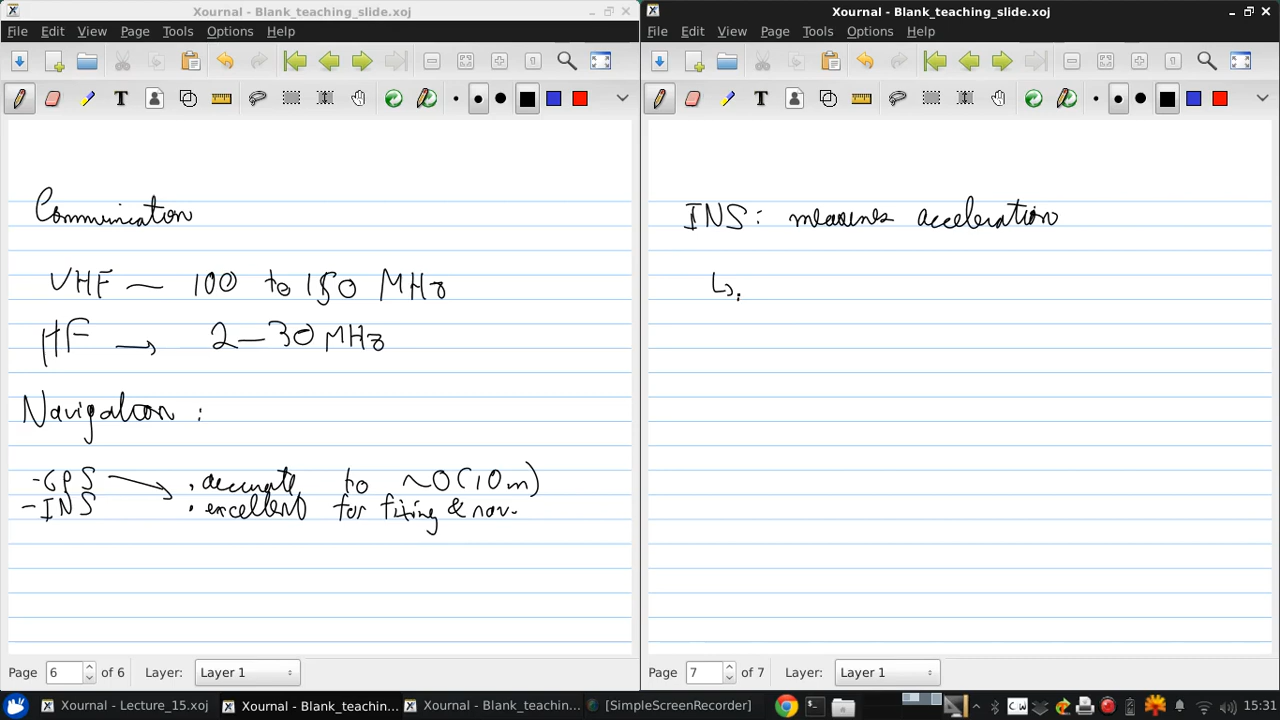 Xournal - Blank_teaching_slide.xoj
File Edit View Page Tools Options Help
Communication
VHF — 100 to 150 MHz
HF → 2—30 MHz
Navigation :
-GPS → . accurate to ~O(10m)
-INS . excellent for fixing & nav.
Page 6 of 6 Layer: Layer 1
Xournal - Blank_teaching_slide.xoj
File Edit View Page Tools Options Help
INS: measures acceleration
↳.
Page 7 of 7 Layer: Layer 1
Xournal - Lecture_15.xoj Xournal - Blank_teachin... Xournal - Blank_teachin... [SimpleScreenRecorder] 15:31